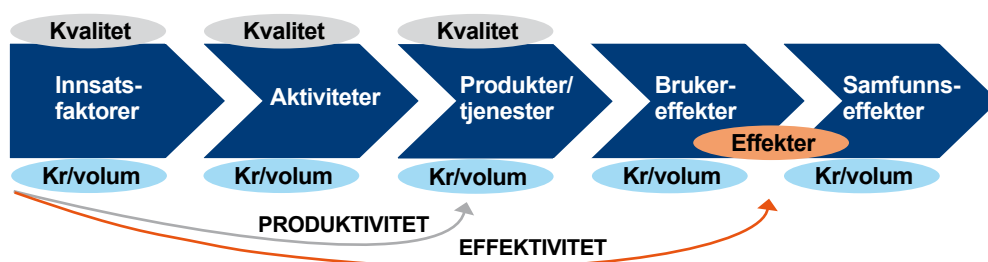 Kvalitet
Kvalitet
Kvalitet
Innsats-
faktorer
Aktiviteter
Produkter/
tjenester
Bruker-
effekter
Samfunns-
effekter
Effekter
Kr/volum
Kr/volum
Kr/volum
Kr/volum
Kr/volum
PRODUKTIVITET
EFFEKTIVITET